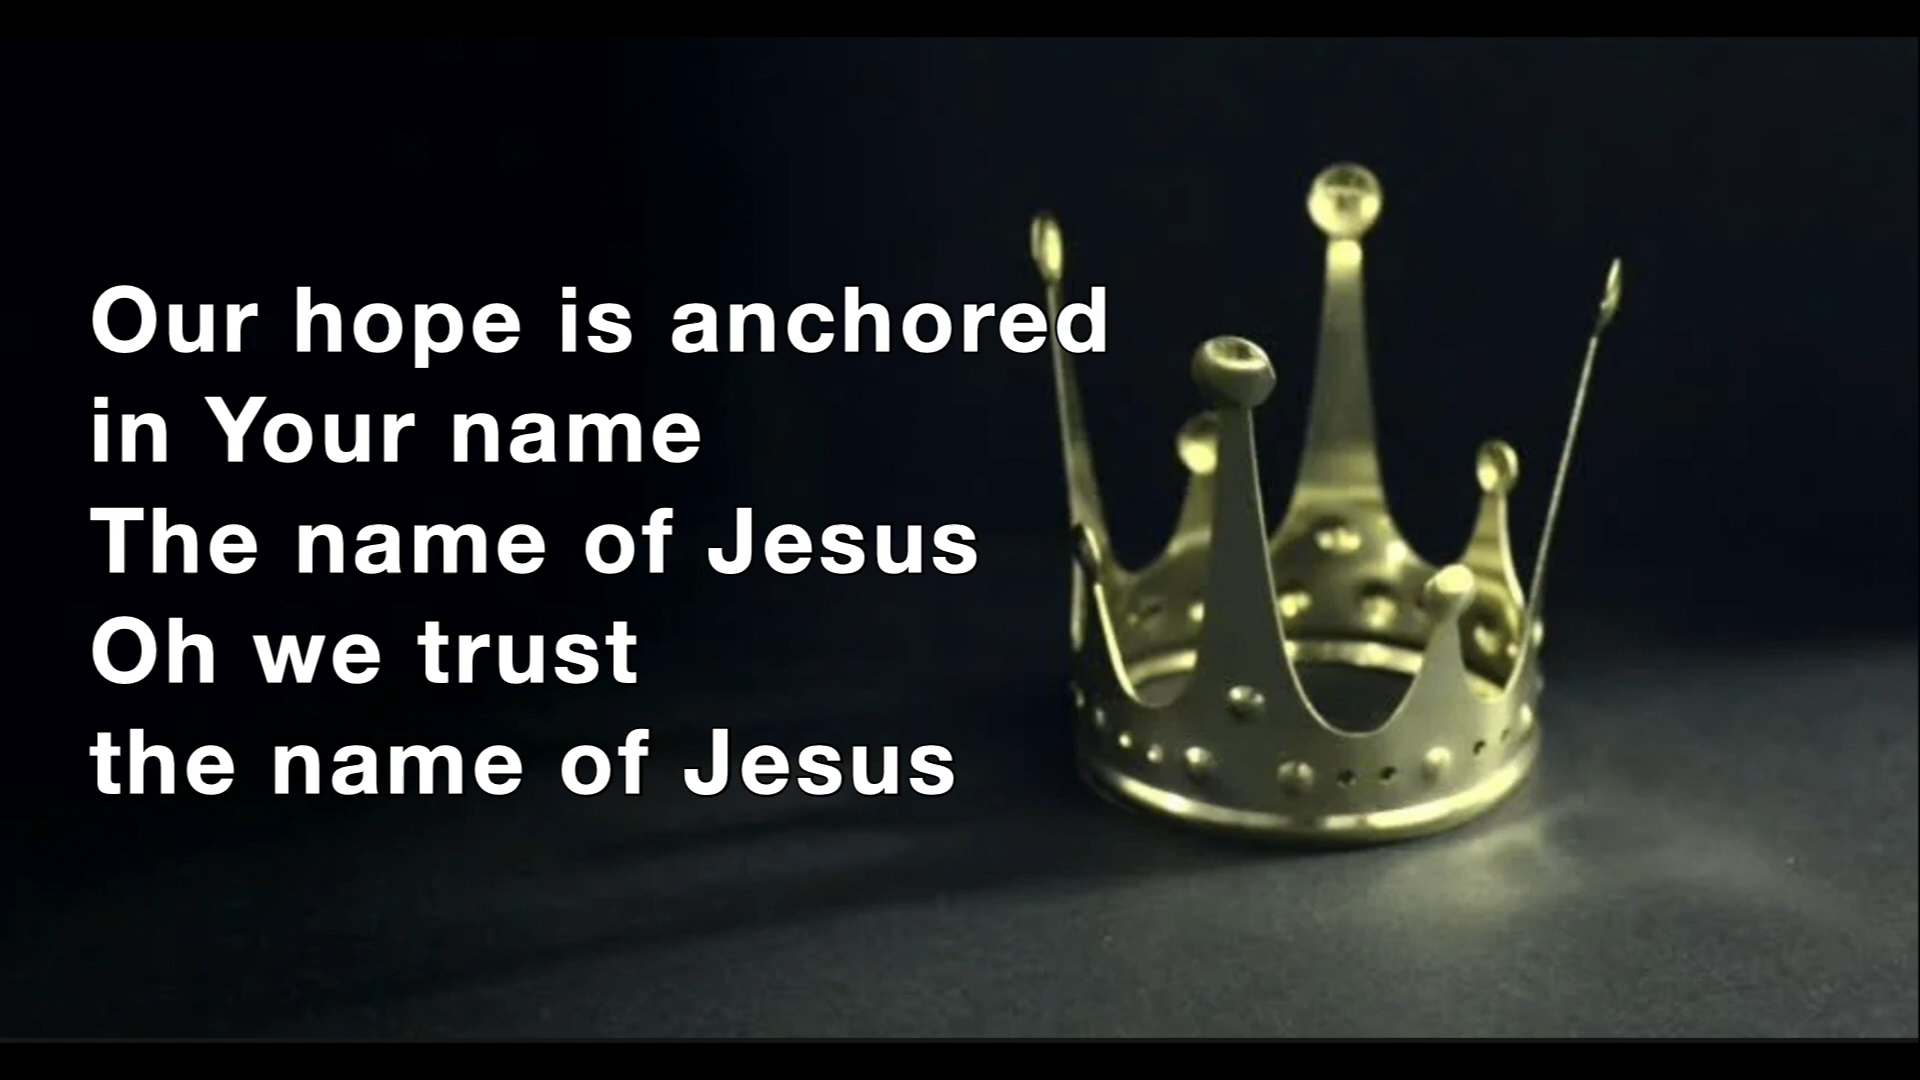 Our hope is anchored
in Your name
The name of Jesus
Oh we trust
the name of Jesus